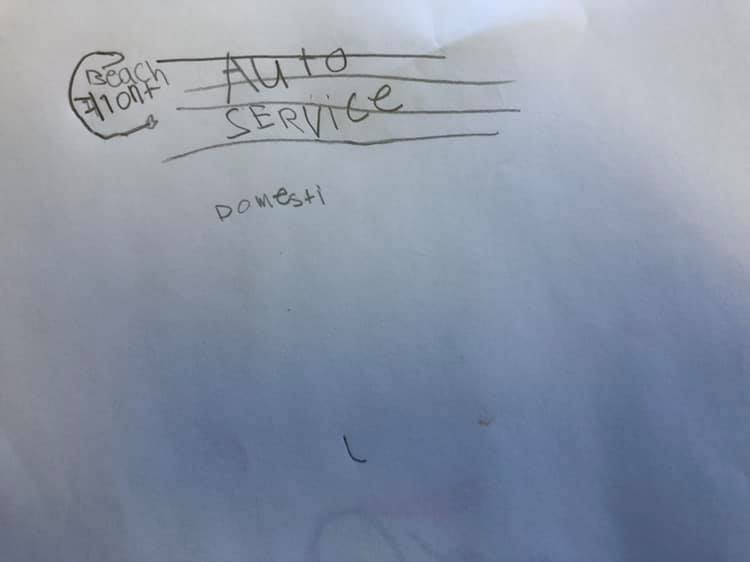 Beach
Front
Auto
SERViCe
Domesti